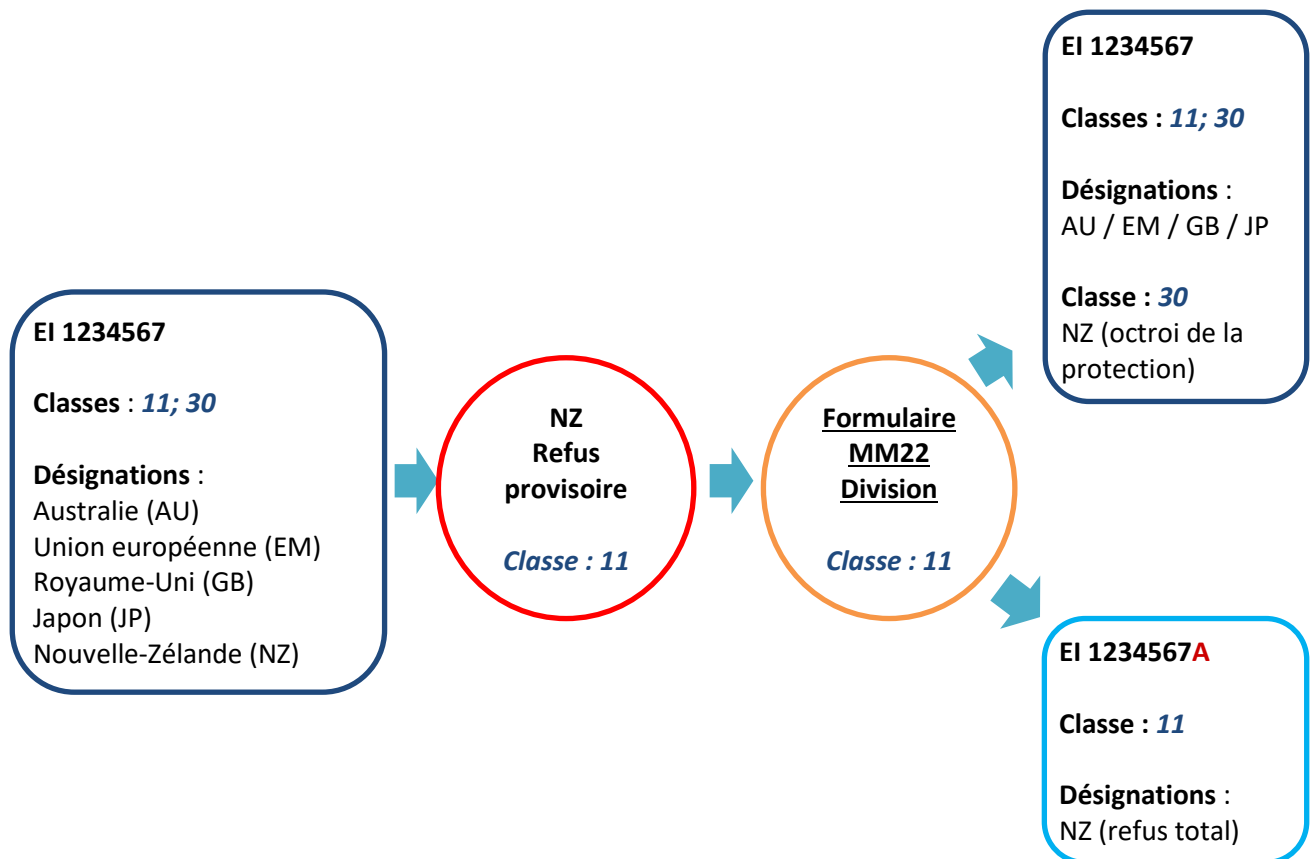 EI 1234567
Classes : 11; 30
Désignations :
Australie (AU)
Union européenne (EM)
Royaume-Uni (GB)
Japon (JP)
Nouvelle-Zélande (NZ)
NZ
Refus
provisoire
Classe : 11
Formulaire
MM22
Division
Classe : 11
EI 1234567
Classes : 11; 30
Désignations :
AU / EM / GB / JP
Classe : 30
NZ (octroi de la
protection)
EI 1234567A
Classe : 11
Désignations :
NZ (refus total)